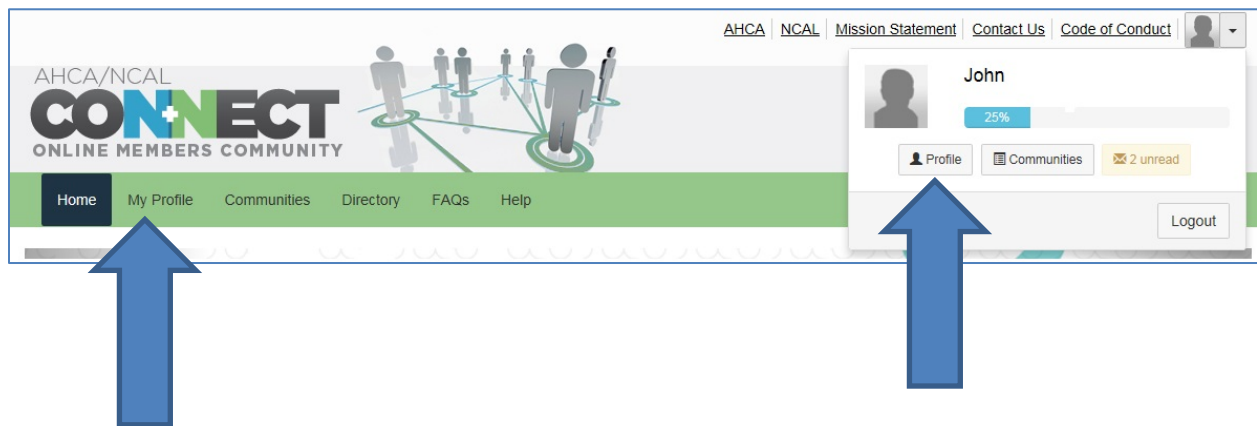 AHCA NCAL Mission Statement Contact Us Code of Conduct
AHCA/NCAL
CONNECT
ONLINE MEMBERS COMMUNITY
John
25%
Profile Communities 2 unread
Home My Profile Communities Directory FAQs Help
Logout